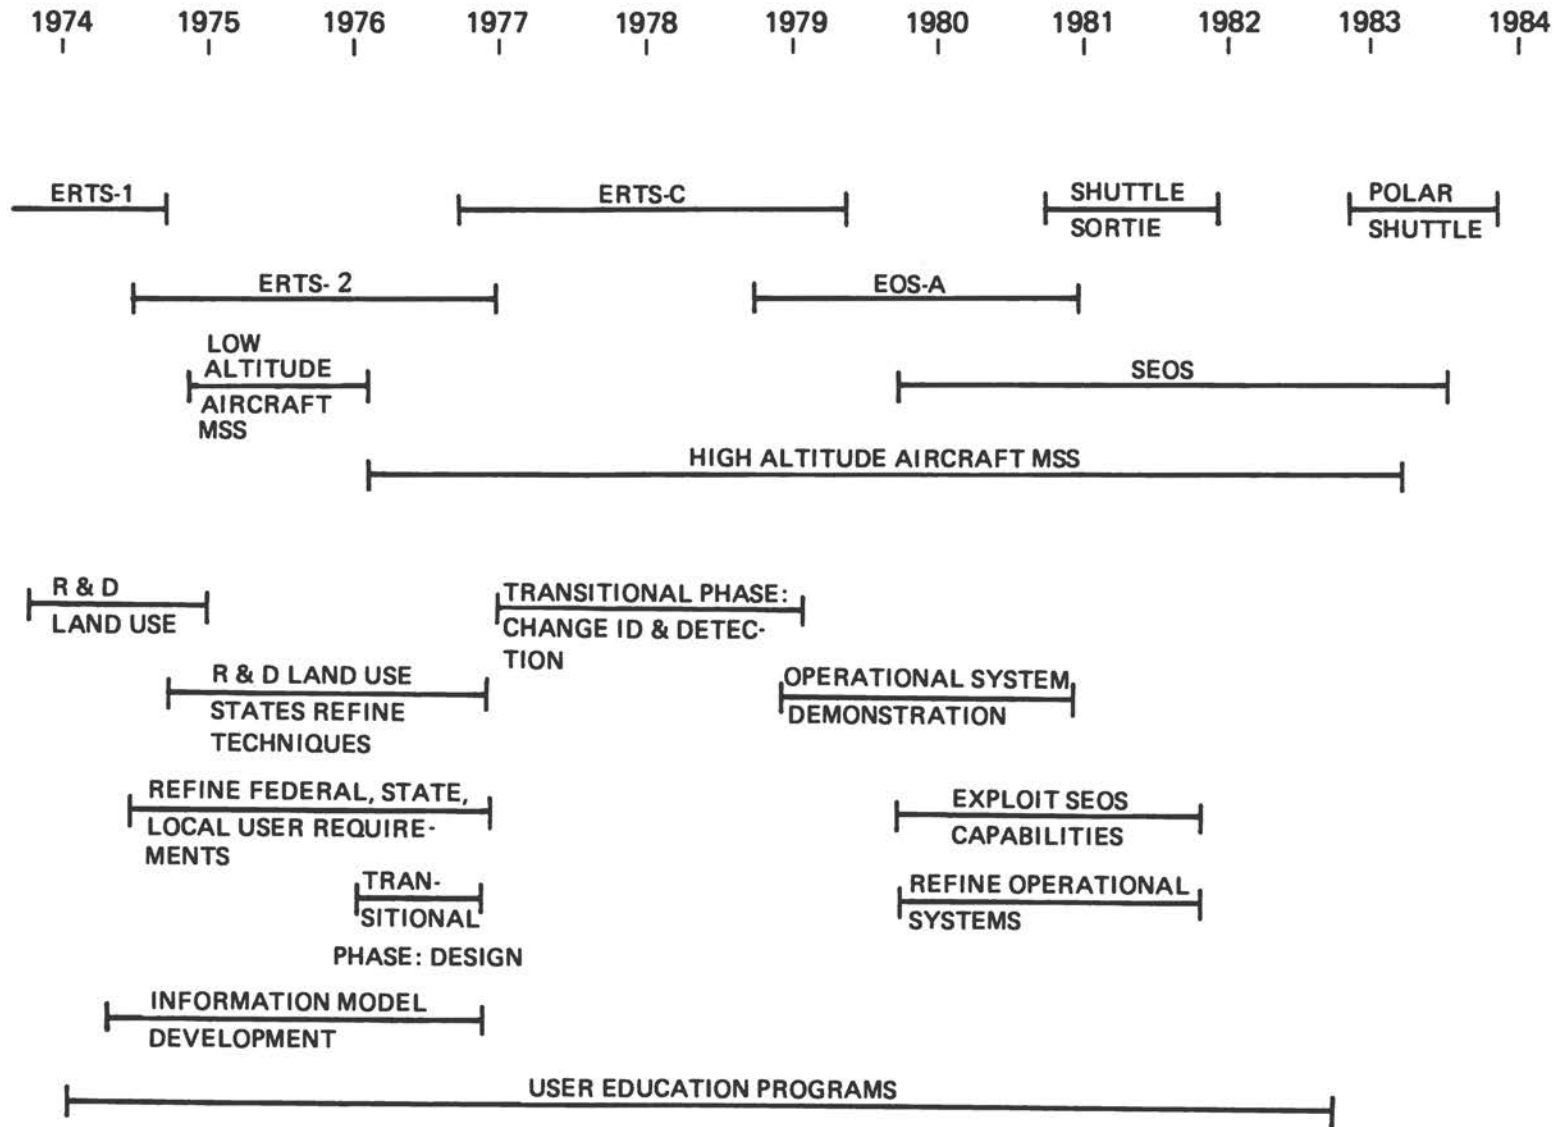 1974 1975 1976 1977 1978 1979 1980 1981 1982 1983 1984
ERTS-1
ERTS-C
SHUTTLE
SORTIE
POLAR
SHUTTLE
ERTS- 2
EOS-A
LOW
ALTITUDE
AIRCRAFT
MSS
SEOS
HIGH ALTITUDE AIRCRAFT MSS
R & D
LAND USE
TRANSITIONAL PHASE:
CHANGE ID & DETEC-
TION
R & D LAND USE
STATES REFINE
TECHNIQUES
OPERATIONAL SYSTEM
DEMONSTRATION
REFINE FEDERAL, STATE,
LOCAL USER REQUIRE-
MENTS
EXPLOIT SEOS
CAPABILITIES
TRAN-
SITIONAL
PHASE: DESIGN
REFINE OPERATIONAL
SYSTEMS
INFORMATION MODEL
DEVELOPMENT
USER EDUCATION PROGRAMS